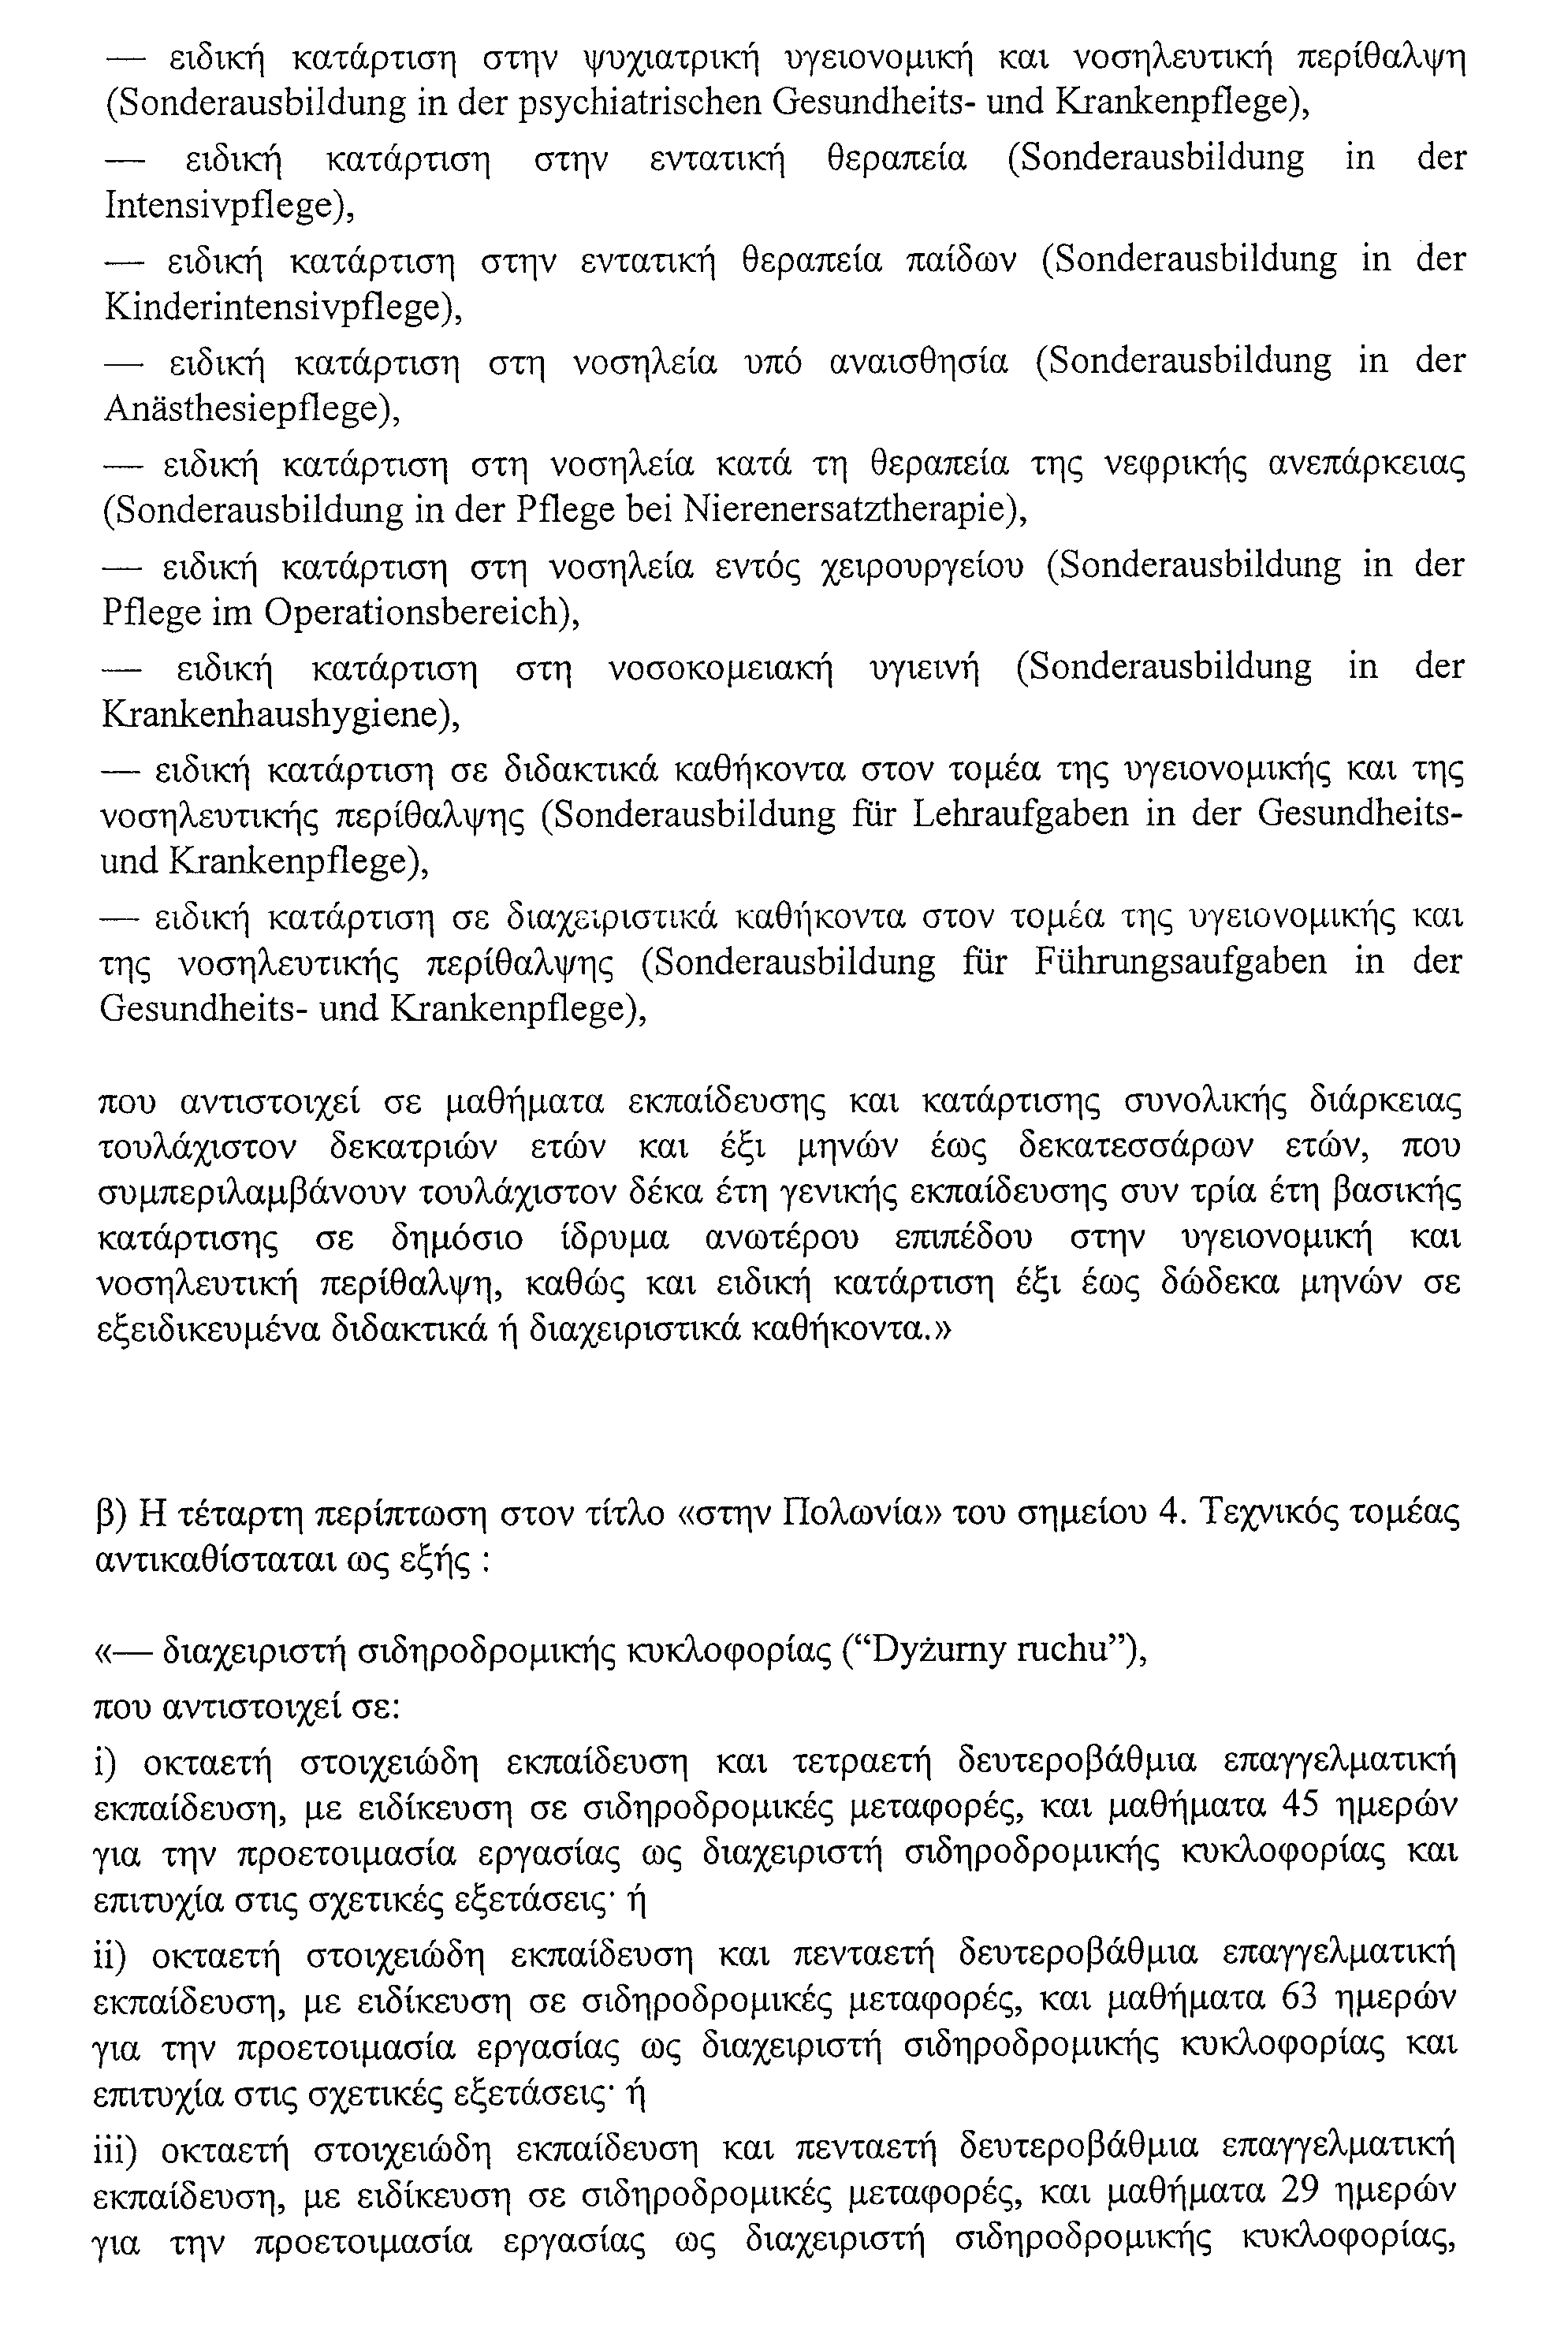 — ειδική κατάρτιση στην ψυχιατρική υγειονομική και νοσηλευτική περίθαλψη
(Sonderausbildung in der psychiatrischen Gesundheits- und Krankenpflege),
— ειδική κατάρτιση στην εντατική θεραπεία (Sonderausbildung in der
Intensivpflege),
— ειδική κατάρτιση στην εντατική θεραπεία παίδων (Sonderausbildung in der
Kinderintensivpflege),
— ειδική κατάρτιση στη νοσηλεία υπό αναισθησία (Sonderausbildung in der
Anästhesiepflege),
— ειδική κατάρτιση στη νοσηλεία κατά τη θεραπεία της νεφρικής ανεπάρκειας
(Sonderausbildung in der Pflege bei Nierenersatztherapie),
— ειδική κατάρτιση στη νοσηλεία εντός χειρουργείου (Sonderausbildung in der
Pflege im Operationsbereich),
— ειδική κατάρτιση στη νοσοκομειακή υγιεινή (Sonderausbildung in der
Krankenhaushygiene),
— ειδική κατάρτιση σε διδακτικά καθήκοντα στον τομέα της υγειονομικής και της
νοσηλευτικής περίθαλψης (Sonderausbildung für Lehraufgaben in der Gesundheits-
und Krankenpflege),
— ειδική κατάρτιση σε διαχειριστικά καθήκοντα στον τομέα της υγειονομικής και
της νοσηλευτικής περίθαλψης (Sonderausbildung für Führungsaufgaben in der
Gesundheits- und Krankenpflege),
που αντιστοιχεί σε μαθήματα εκπαίδευσης και κατάρτισης συνολικής διάρκειας
τουλάχιστον δεκατριών ετών και έξι μηνών έως δεκατεσσάρων ετών, που
συμπεριλαμβάνουν τουλάχιστον δέκα έτη γενικής εκπαίδευσης συν τρία έτη βασικής
κατάρτισης σε δημόσιο ίδρυμα ανωτέρου επιπέδου στην υγειονομική και
νοσηλευτική περίθαλψη, καθώς και ειδική κατάρτιση έξι έως δώδεκα μηνών σε
εξειδικευμένα διδακτικά ή διαχειριστικά καθήκοντα.»
β) Η τέταρτη περίπτωση στον τίτλο «στην Πολωνία» του σημείου 4. Τεχνικός τομέας
αντικαθίσταται ως εξής :
«— διαχειριστή σιδηροδρομικής κυκλοφορίας (“Dyżurny ruchu”),
που αντιστοιχεί σε:
i) οκταετή στοιχειώδη εκπαίδευση και τετραετή δευτεροβάθμια επαγγελματική
εκπαίδευση, με ειδίκευση σε σιδηροδρομικές μεταφορές, και μαθήματα 45 ημερών
για την προετοιμασία εργασίας ως διαχειριστή σιδηροδρομικής κυκλοφορίας και
επιτυχία στις σχετικές εξετάσεις· ή
ii) οκταετή στοιχειώδη εκπαίδευση και πενταετή δευτεροβάθμια επαγγελματική
εκπαίδευση, με ειδίκευση σε σιδηροδρομικές μεταφορές, και μαθήματα 63 ημερών
για την προετοιμασία εργασίας ως διαχειριστή σιδηροδρομικής κυκλοφορίας και
επιτυχία στις σχετικές εξετάσεις· ή
iii) οκταετή στοιχειώδη εκπαίδευση και πενταετή δευτεροβάθμια επαγγελματική
εκπαίδευση, με ειδίκευση σε σιδηροδρομικές μεταφορές, και μαθήματα 29 ημερών
για την προετοιμασία εργασίας ως διαχειριστή σιδηροδρομικής κυκλοφορίας,